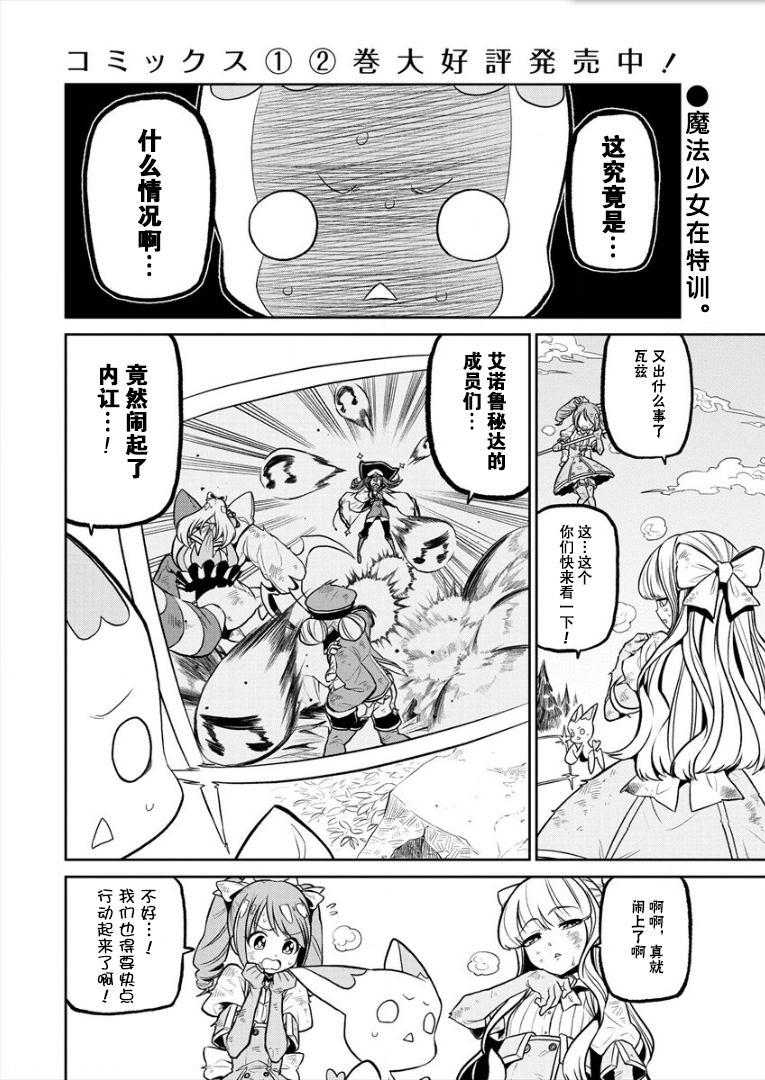 コミックス①②巻大好評発売中！
●魔法少女在特训。
这究竟是…
什么情况啊…
又出什么事了
瓦兹
这…这个
你们快来看一下！
艾诺鲁秘达的
成员们…
竟然闹起了
内讧…！
啊啊，真就
闹上了啊
不好…！
我们也得要快点
行动起来了啊！